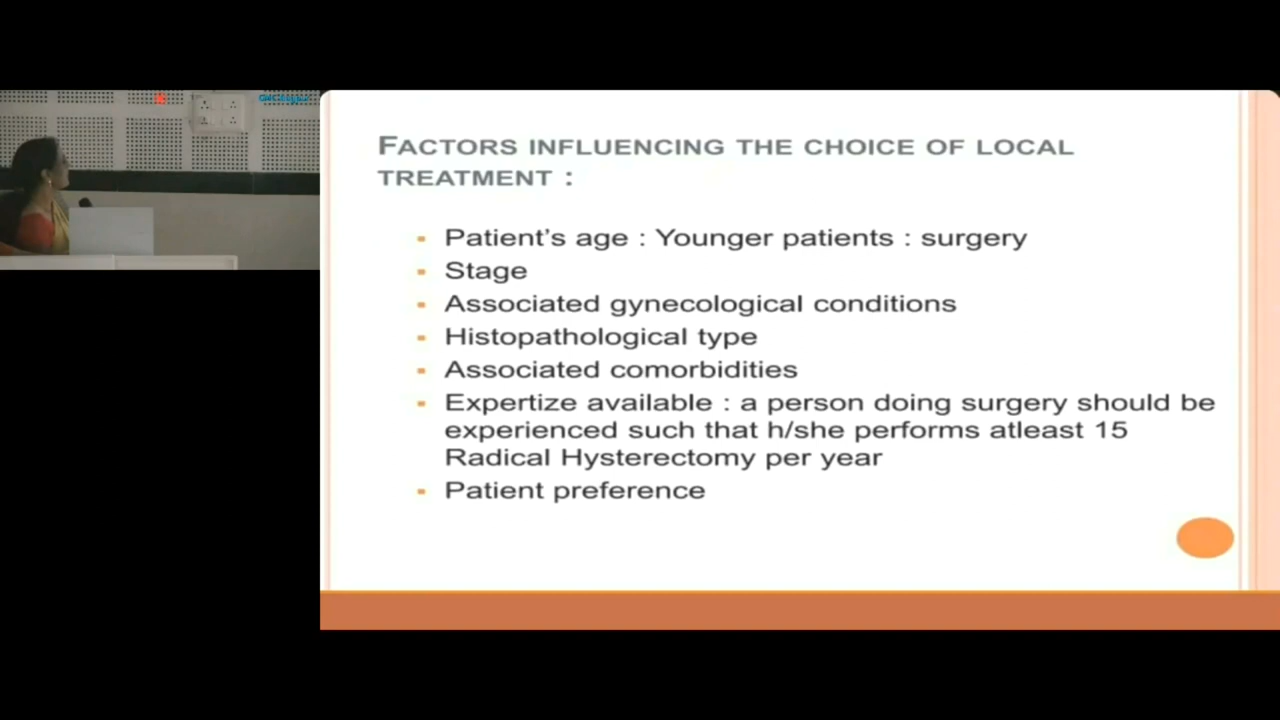 FACTORS INFLUENCING THE CHOICE OF LOCAL
TREATMENT :
Patient's age : Younger patients : surgery
Stage
Associated gynecological conditions
Histopathological type
Associated comorbidities
Expertize available : a person doing surgery should be
experienced such that h/she performs atleast 15
Radical Hysterectomy per year
Patient preference